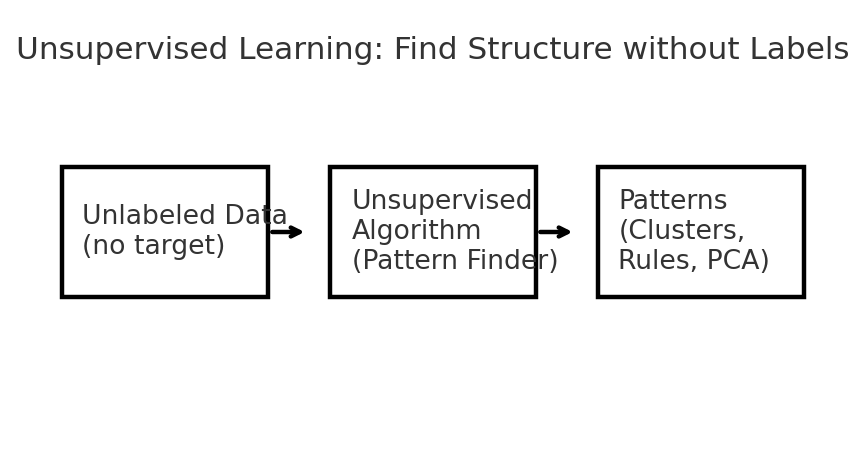 Unsupervised Learning: Find Structure without Labels
Unlabeled Data
(no target)
Unsupervised
Algorithm
(Pattern Finder)
Patterns
(Clusters,
Rules, PCA)